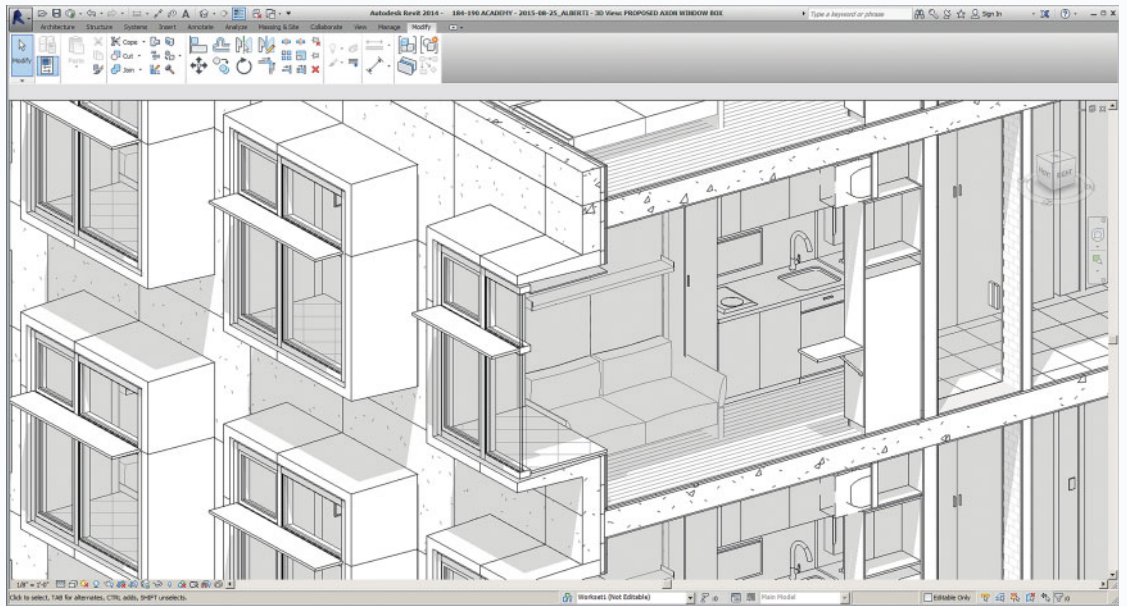 Autodesk Revit 2014 - 184-190 ACADEMY - 2015-08-25_ALBERTI - 3D View: PROPOSED AXON WINDOW BOX
Type a keyword or phrase
Sign In
Architecture Structure Systems Insert Annotate Analyze Massing & Site Collaborate View Manage Modify
Modify
Paste
Cope
Cut
Join
RIGHT
1/8" = 1'-0"
Click to select, TAB for alternates, CTRL adds, SHIFT unselects.
Workset1 (Not Editable)
:0
Main Model
Editable Only
:0